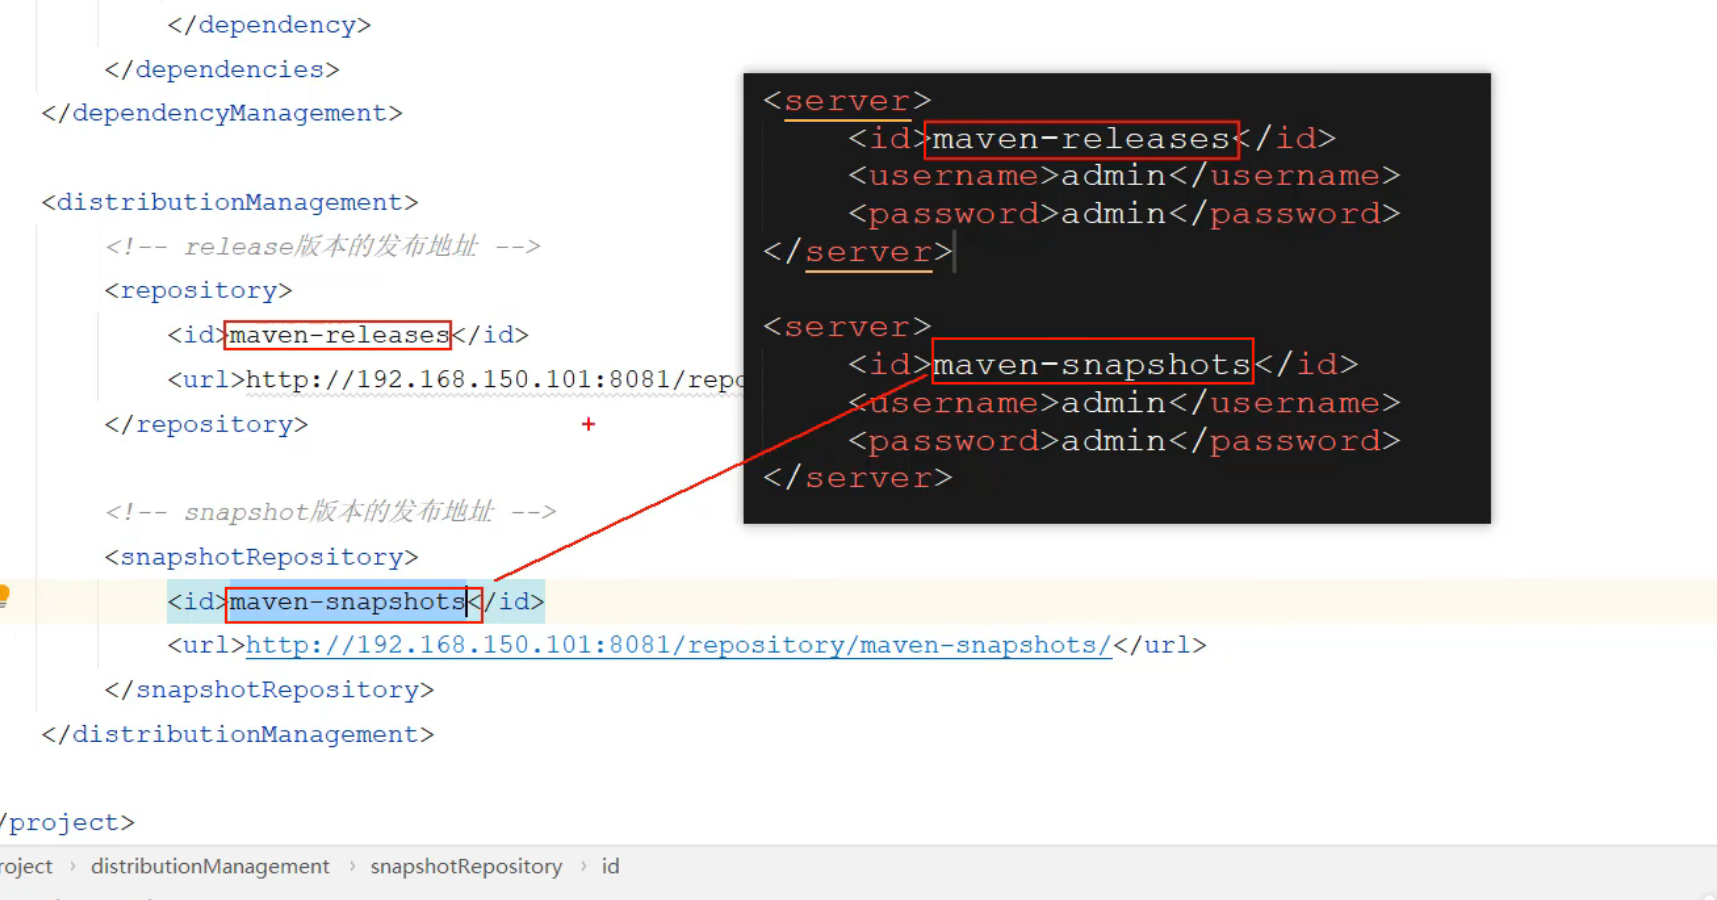 </dependency>
</dependencies>
</dependencyManagement>
<distributionManagement>
<!-- release版本的发布地址 -->
<repository>
<id>maven-releases</id>
<url>http://192.168.150.101:8081/repo
</repository>
<!-- snapshot版本的发布地址 -->
<snapshotRepository>
<id>maven-snapshots</id>
<url>http://192.168.150.101:8081/repository/maven-snapshots/</url>
</snapshotRepository>
</distributionManagement>
/project>
<server>
<id>maven-releases</id>
<username>admin</username>
<password>admin</password>
</server>
<server>
<id>maven-snapshots</id>
<username>admin</username>
<password>admin</password>
</server>
roject › distributionManagement › snapshotRepository › id